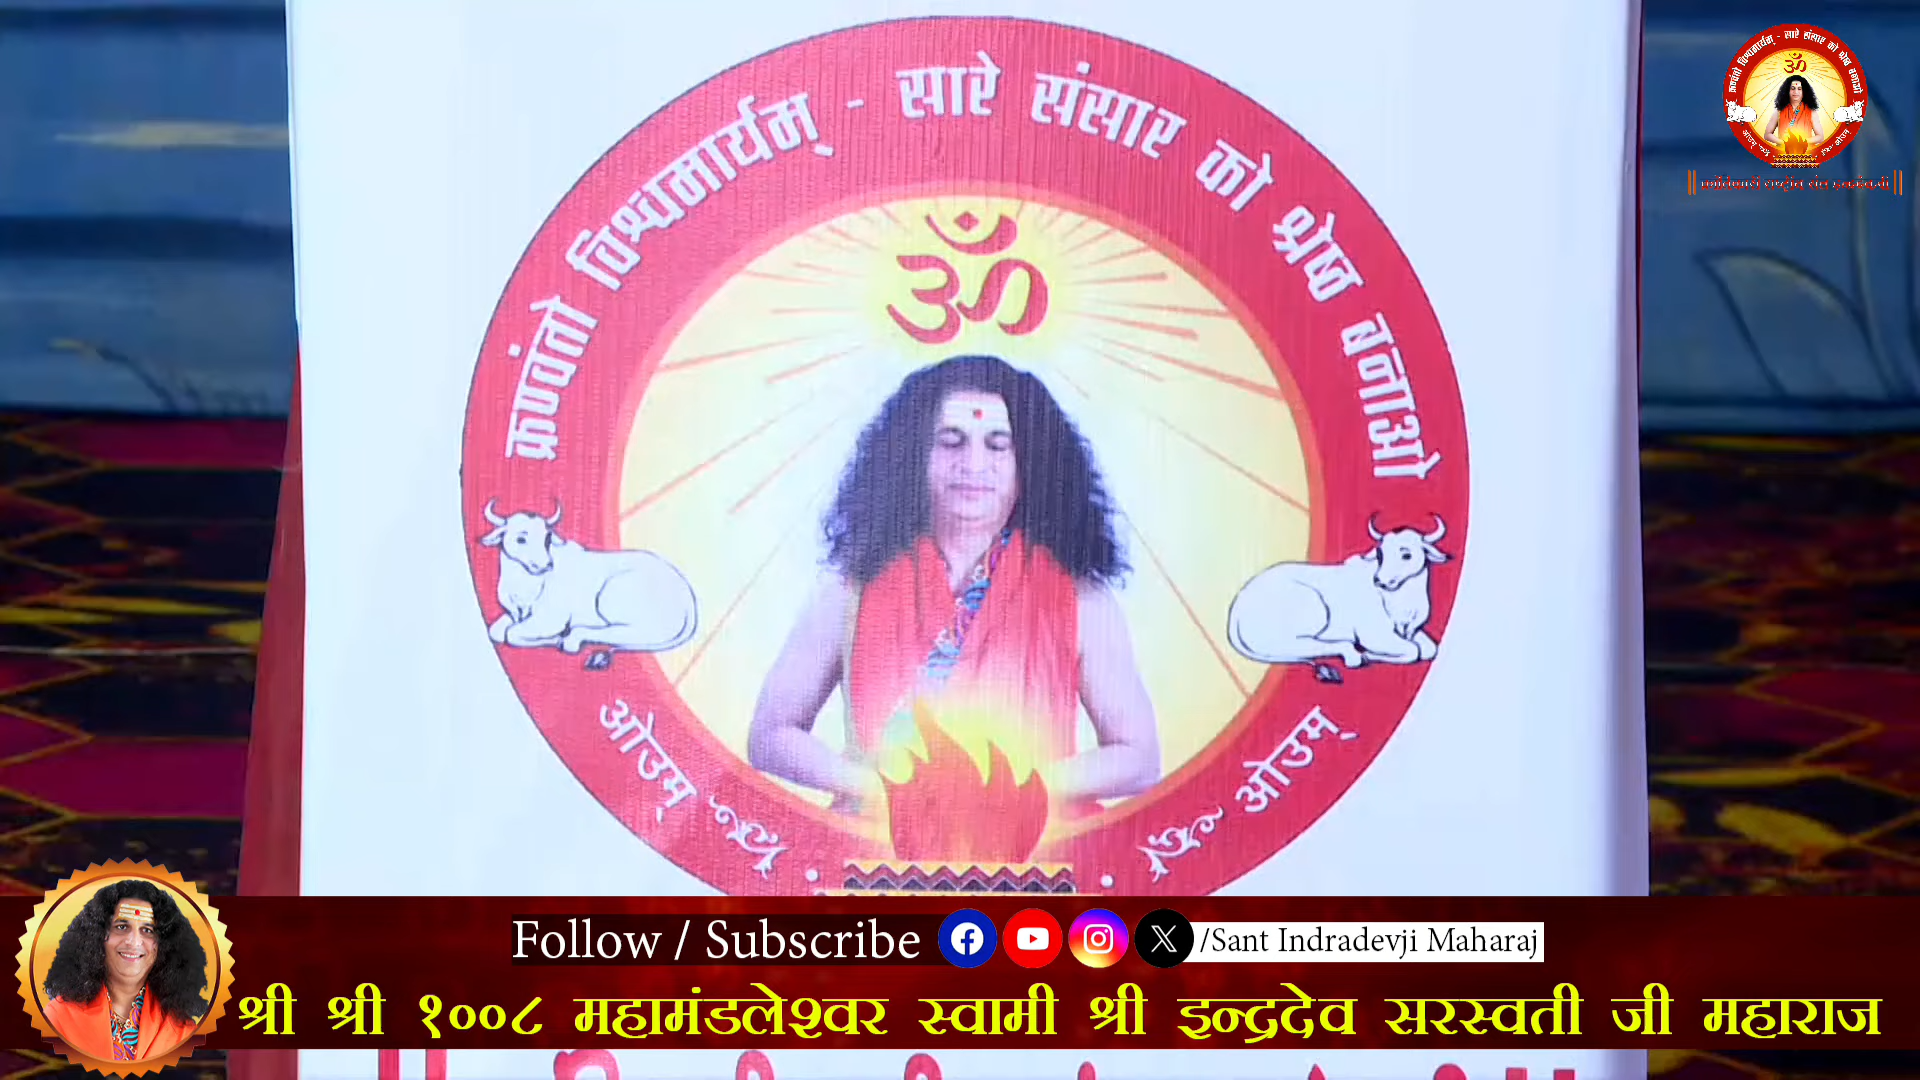 क्रणवंतो विश्वमार्यम् - सारे संसार को श्रेष्ठ बनाओ
ॐ
ओउम् ओउम्
Follow / Subscribe /Sant Indradevji Maharaj
श्री श्री १००८ महामंडलेश्वर स्वामी श्री इन्द्रदेव सरस्वती जी महाराज